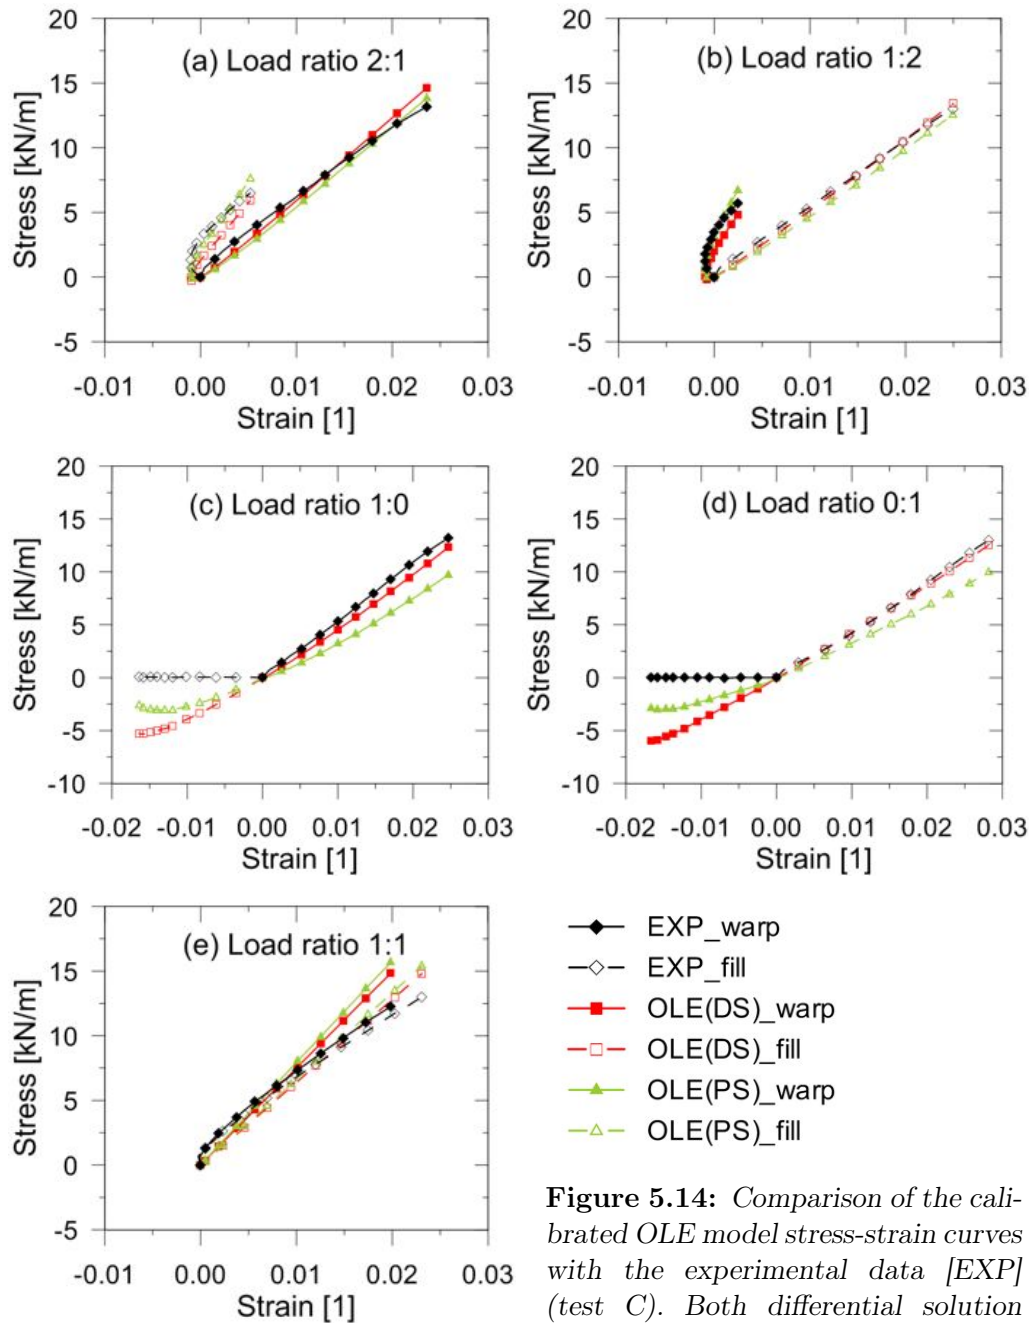 20
15
10
5
0
-5
Stress [kN/m]
(a) Load ratio 2:1
-0.01 0.00 0.01 0.02 0.03
Strain [1]
20
15
10
5
0
-5
Stress [kN/m]
(b) Load ratio 1:2
-0.01 0.00 0.01 0.02 0.03
Strain [1]
20
15
10
5
0
-5
-10
Stress [kN/m]
(c) Load ratio 1:0
-0.02 -0.01 0.00 0.01 0.02 0.03
Strain [1]
20
15
10
5
0
-5
-10
Stress [kN/m]
(d) Load ratio 0:1
-0.02 -0.01 0.00 0.01 0.02 0.03
Strain [1]
20
15
10
5
0
-5
Stress [kN/m]
(e) Load ratio 1:1
-0.01 0.00 0.01 0.02 0.03
Strain [1]
EXP_warp
EXP_fill
OLE(DS)_warp
OLE(DS)_fill
OLE(PS)_warp
OLE(PS)_fill
Figure 5.14: Comparison of the cali-
brated OLE model stress-strain curves
with the experimental data [EXP]
(test C). Both differential solution